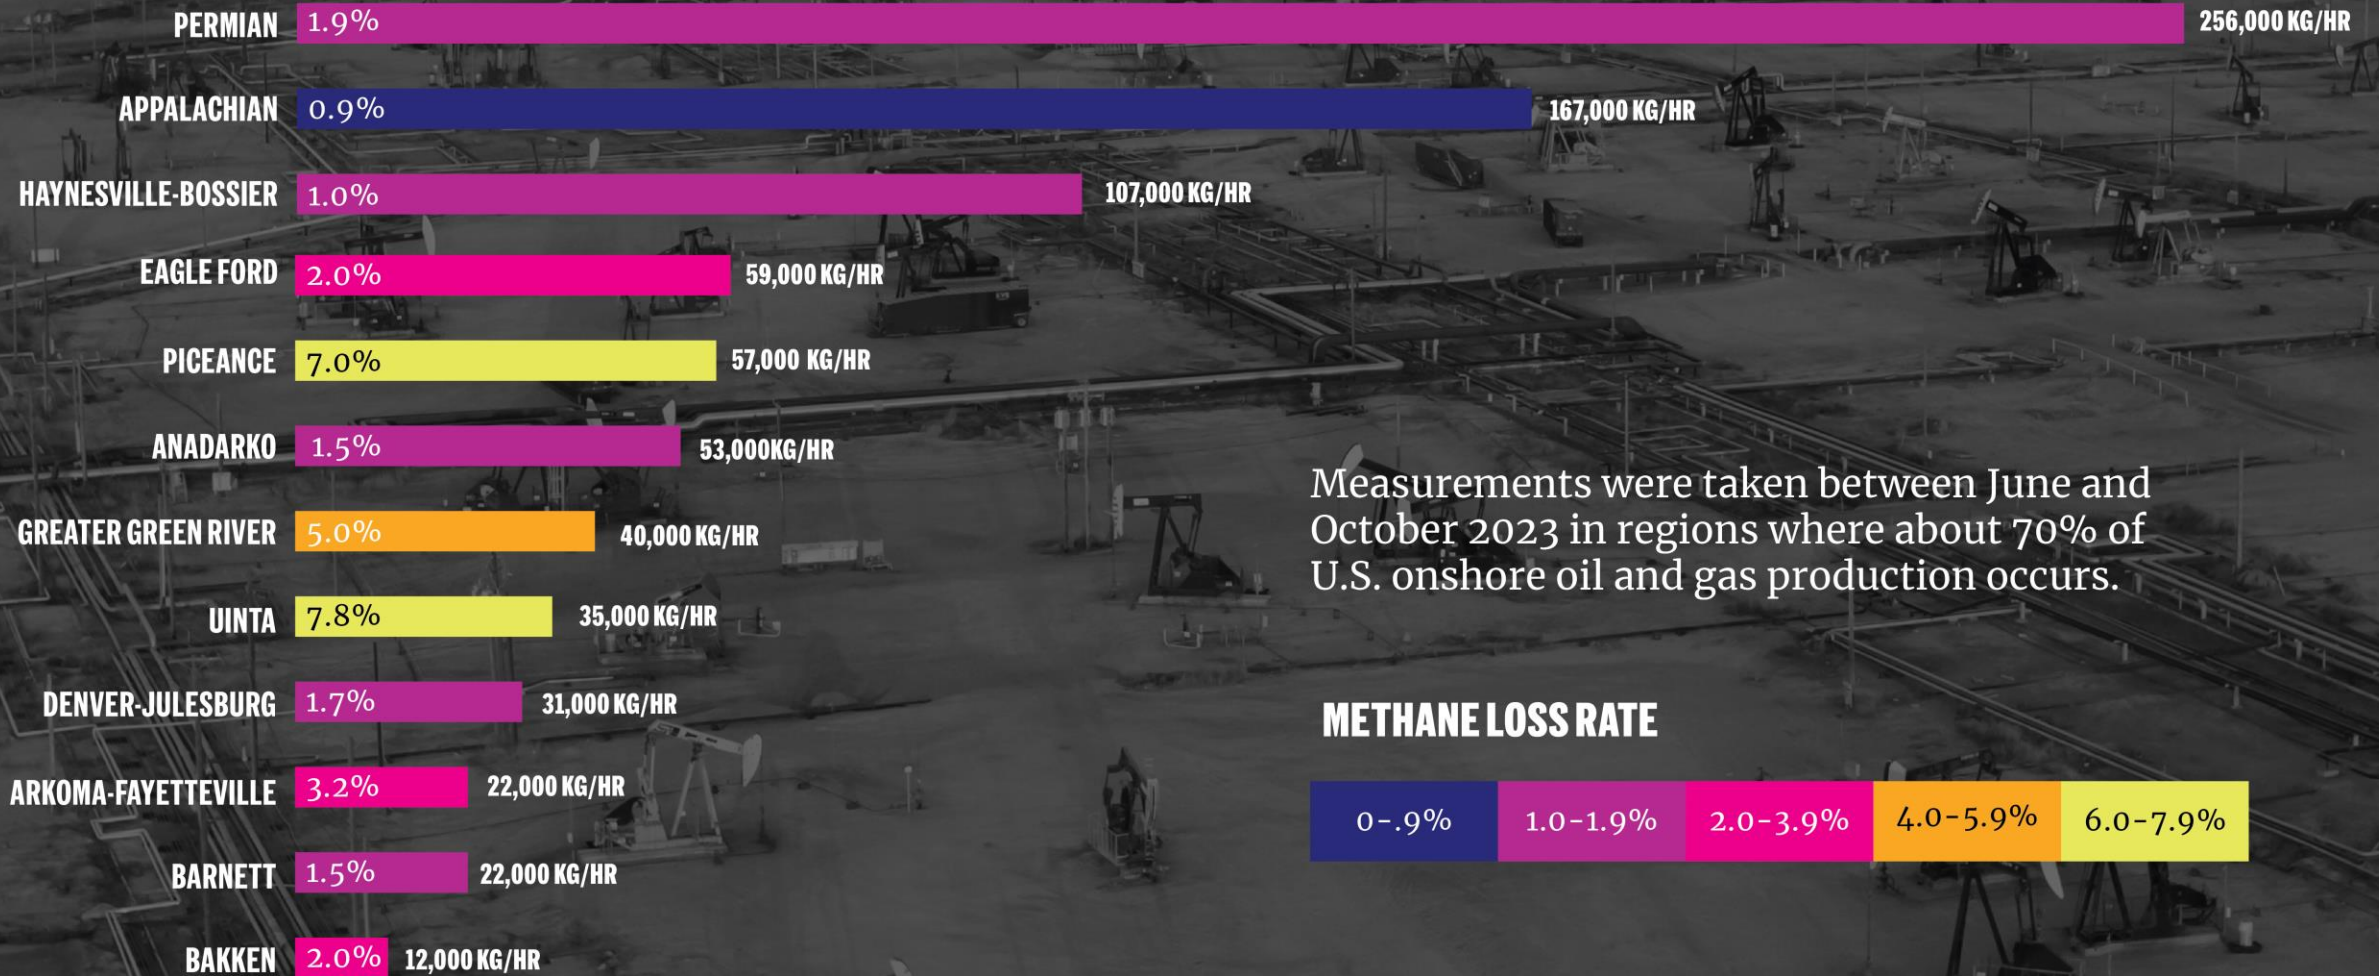 PERMIAN 1.9% 256,000 KG/HR
APPALACHIAN 0.9% 167,000 KG/HR
HAYNESVILLE-BOSSIER 1.0% 107,000 KG/HR
EAGLE FORD 2.0% 59,000 KG/HR
PICEANCE 7.0% 57,000 KG/HR
ANADARKO 1.5% 53,000KG/HR
GREATER GREEN RIVER 5.0% 40,000 KG/HR
UINTA 7.8% 35,000 KG/HR
DENVER-JULESBURG 1.7% 31,000 KG/HR
ARKOMA-FAYETTEVILLE 3.2% 22,000 KG/HR
BARNETT 1.5% 22,000 KG/HR
BAKKEN 2.0% 12,000 KG/HR
Measurements were taken between June and
October 2023 in regions where about 70% of
U.S. onshore oil and gas production occurs.
METHANE LOSS RATE
0-.9% 1.0-1.9% 2.0-3.9% 4.0-5.9% 6.0-7.9%